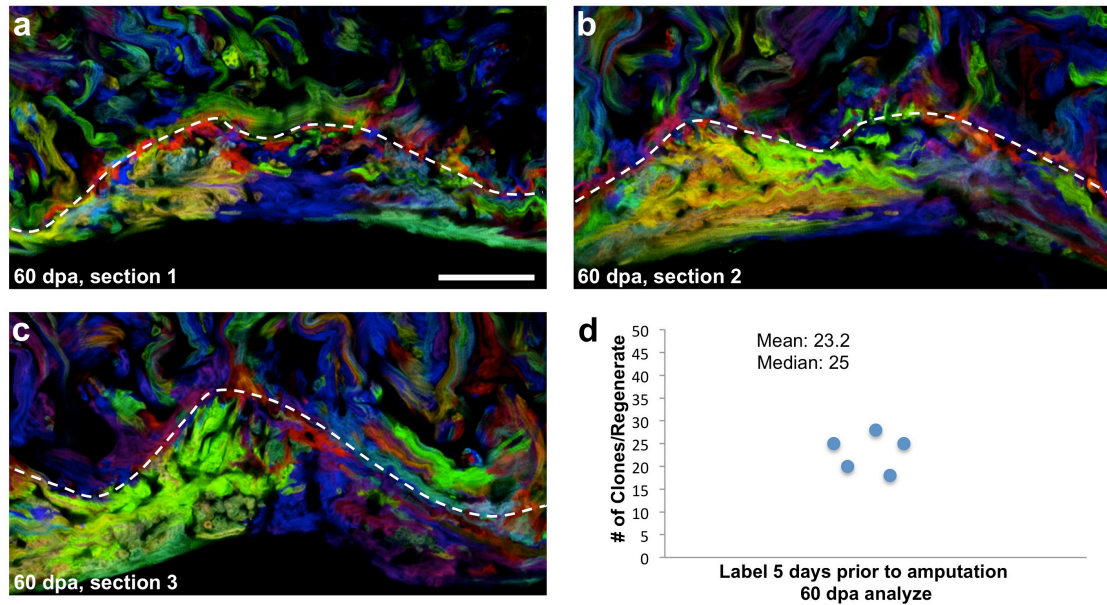 a
60 dpa, section 1
b
60 dpa, section 2
c
60 dpa, section 3
d
Mean: 23.2
Median: 25
# of Clones/Regenerate
50
45
40
35
30
25
20
15
10
5
0
Label 5 days prior to amputation
60 dpa analyze